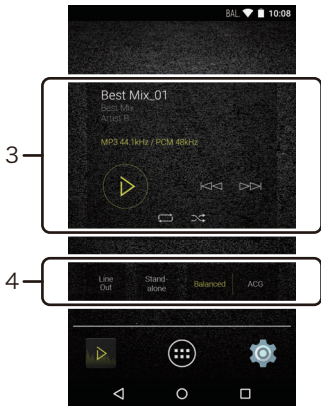 BAL. 10:08
3
Best Mix_01
Best Mix
Artist B
MP3 44.1kHz / PCM 48kHz
4
Line Out
Stand-alone
Balanced
ACG